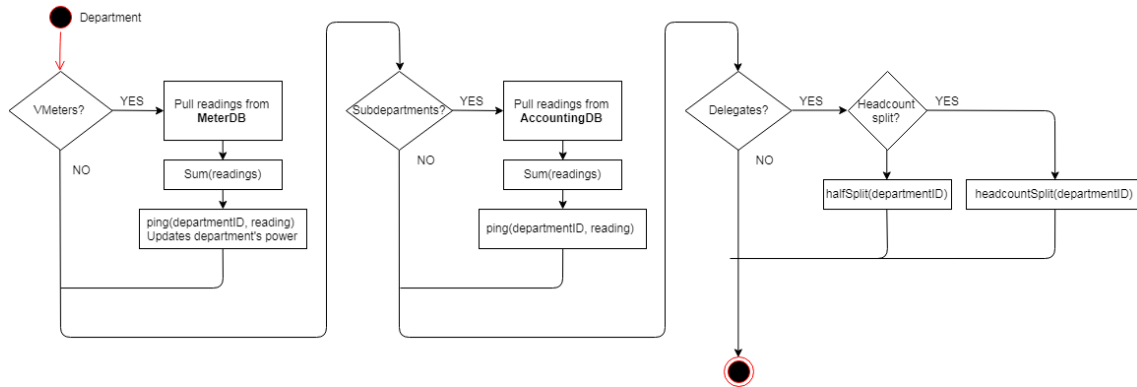 Department
VMeters?
YES
Pull readings from
MeterDB
NO
Sum(readings)
ping(departmentID, reading)
Updates department's power
Subdepartments?
YES
Pull readings from
AccountingDB
NO
Sum(readings)
ping(departmentID, reading)
Delegates?
YES
Headcount
split?
YES
NO
halfSplit(departmentID)
headcountSplit(departmentID)